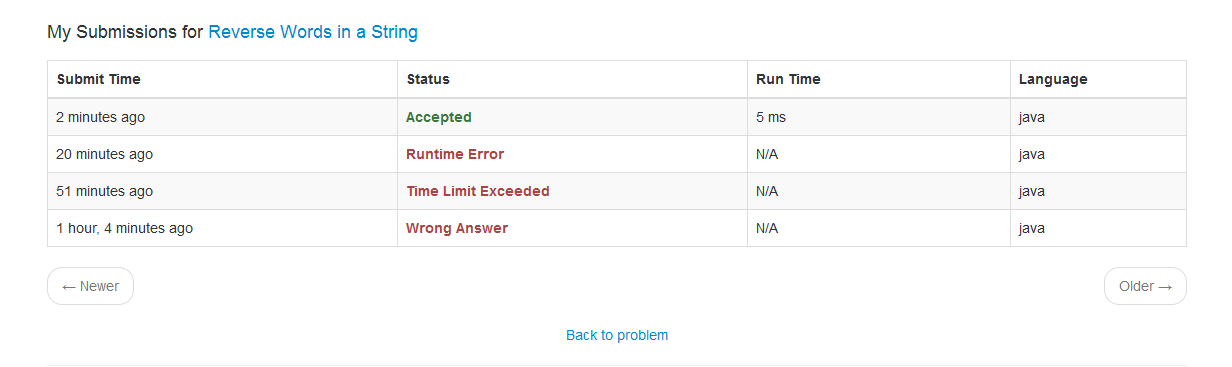 My Submissions for Reverse Words in a String
Submit Time Status Run Time Language
2 minutes ago Accepted 5 ms java
20 minutes ago Runtime Error N/A java
51 minutes ago Time Limit Exceeded N/A java
1 hour, 4 minutes ago Wrong Answer N/A java
← Newer Older →
Back to problem